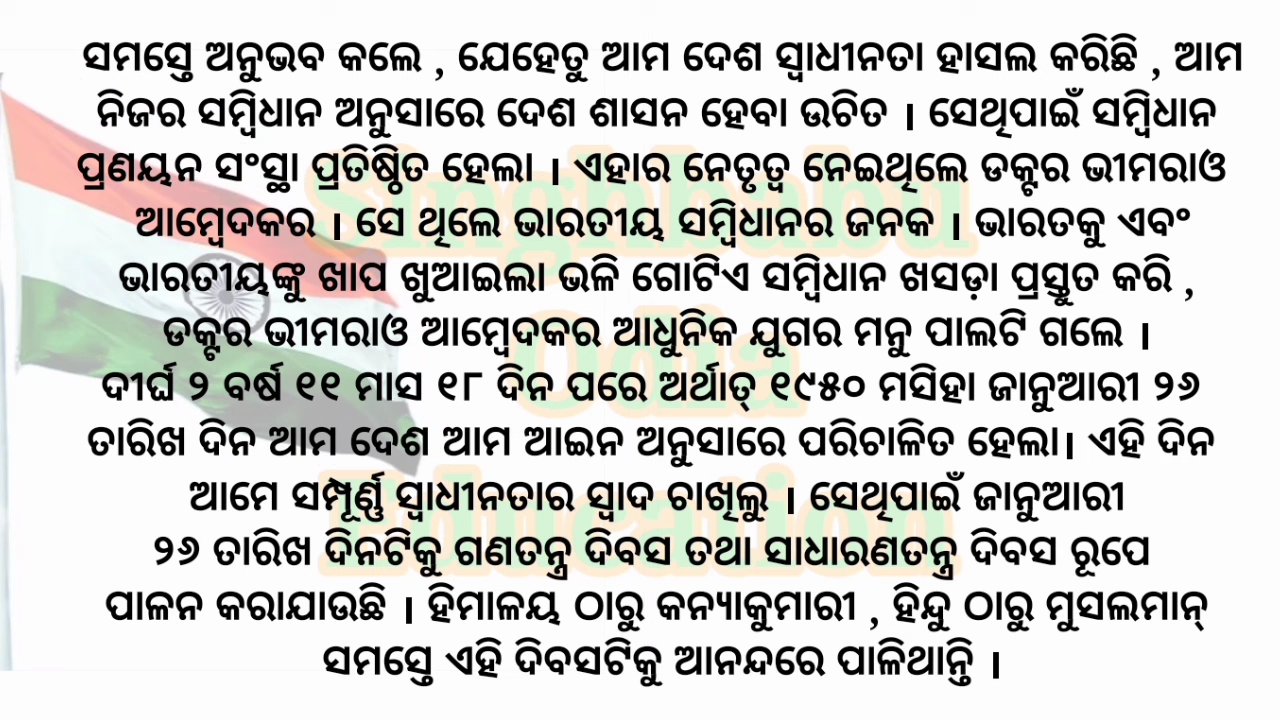 ସମସ୍ତେ ଅନୁଭବ କଲେ , ଯେହେତୁ ଆମ ଦେଶ ସ୍ୱାଧୀନତା ହାସଲ କରିଛି , ଆମ
ନିଜର ସମ୍ବିଧାନ ଅନୁସାରେ ଦେଶ ଶାସନ ହେବା ଉଚିତ । ସେଥିପାଇଁ ସମ୍ବିଧାନ
ପ୍ରଣୟନ ସଂସ୍ଥା ପ୍ରତିଷ୍ଠିତ ହେଲା । ଏହାର ନେତୃତ୍ୱ ନେଇଥିଲେ ଡକ୍ଟର ଭୀମରାଓ
ଆମ୍ବେଦକର । ସେ ଥିଲେ ଭାରତୀୟ ସମ୍ବିଧାନର ଜନକ । ଭାରତକୁ ଏବଂ
ଭାରତୀୟଙ୍କୁ ଖାପ ଖୁଆଇଲା ଭଳି ଗୋଟିଏ ସମ୍ବିଧାନ ଖସଡ଼ା ପ୍ରସ୍ତୁତ କରି ,
ଡକ୍ଟର ଭୀମରାଓ ଆମ୍ବେଦକର ଆଧୁନିକ ଯୁଗର ମନୁ ପାଲଟି ଗଲେ ।
ଦୀର୍ଘ ୨ ବର୍ଷ ୧୧ ମାସ ୧୮ ଦିନ ପରେ ଅର୍ଥାତ୍ ୧୯୫୦ ମସିହା ଜାନୁଆରୀ ୨୬
ତାରିଖ ଦିନ ଆମ ଦେଶ ଆମ ଆଇନ ଅନୁସାରେ ପରିଚାଳିତ ହେଲା। ଏହି ଦିନ
ଆମେ ସମ୍ପୂର୍ଣ୍ଣ ସ୍ୱାଧୀନତାର ସ୍ୱାଦ ଚାଖିଲୁ । ସେଥିପାଇଁ ଜାନୁଆରୀ
୨୬ ତାରିଖ ଦିନଟିକୁ ଗଣତନ୍ତ୍ର ଦିବସ ତଥା ସାଧାରଣତନ୍ତ୍ର ଦିବସ ରୂପେ
ପାଳନ କରାଯାଉଛି । ହିମାଳୟ ଠାରୁ କନ୍ୟାକୁମାରୀ , ହିନ୍ଦୁ ଠାରୁ ମୁସଲମାନ୍
ସମସ୍ତେ ଏହି ଦିବସଟିକୁ ଆନନ୍ଦରେ ପାଳିଥାନ୍ତି ।
Singhbabu
Odia
Education